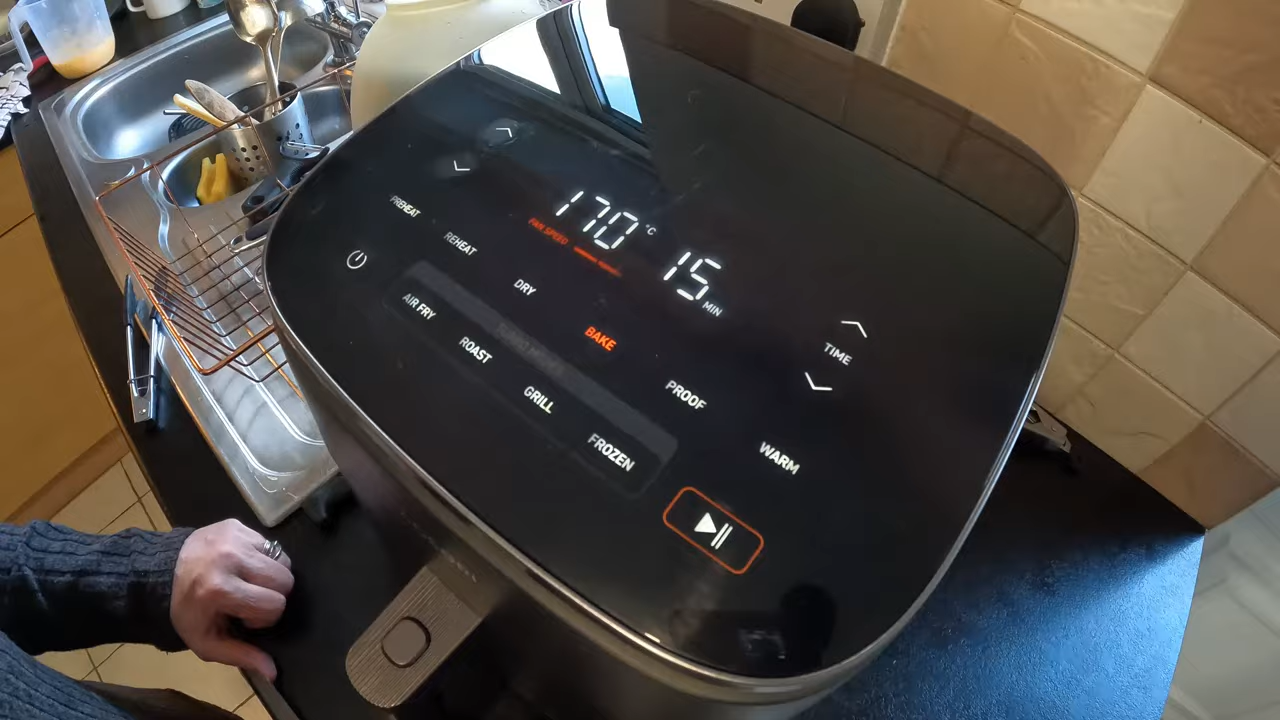 170 °C
FAN SPEED
15 MIN
PREHEAT
REHEAT
DRY
BAKE
PROOF
WARM
TIME
AIR FRY
ROAST
GRILL
FROZEN